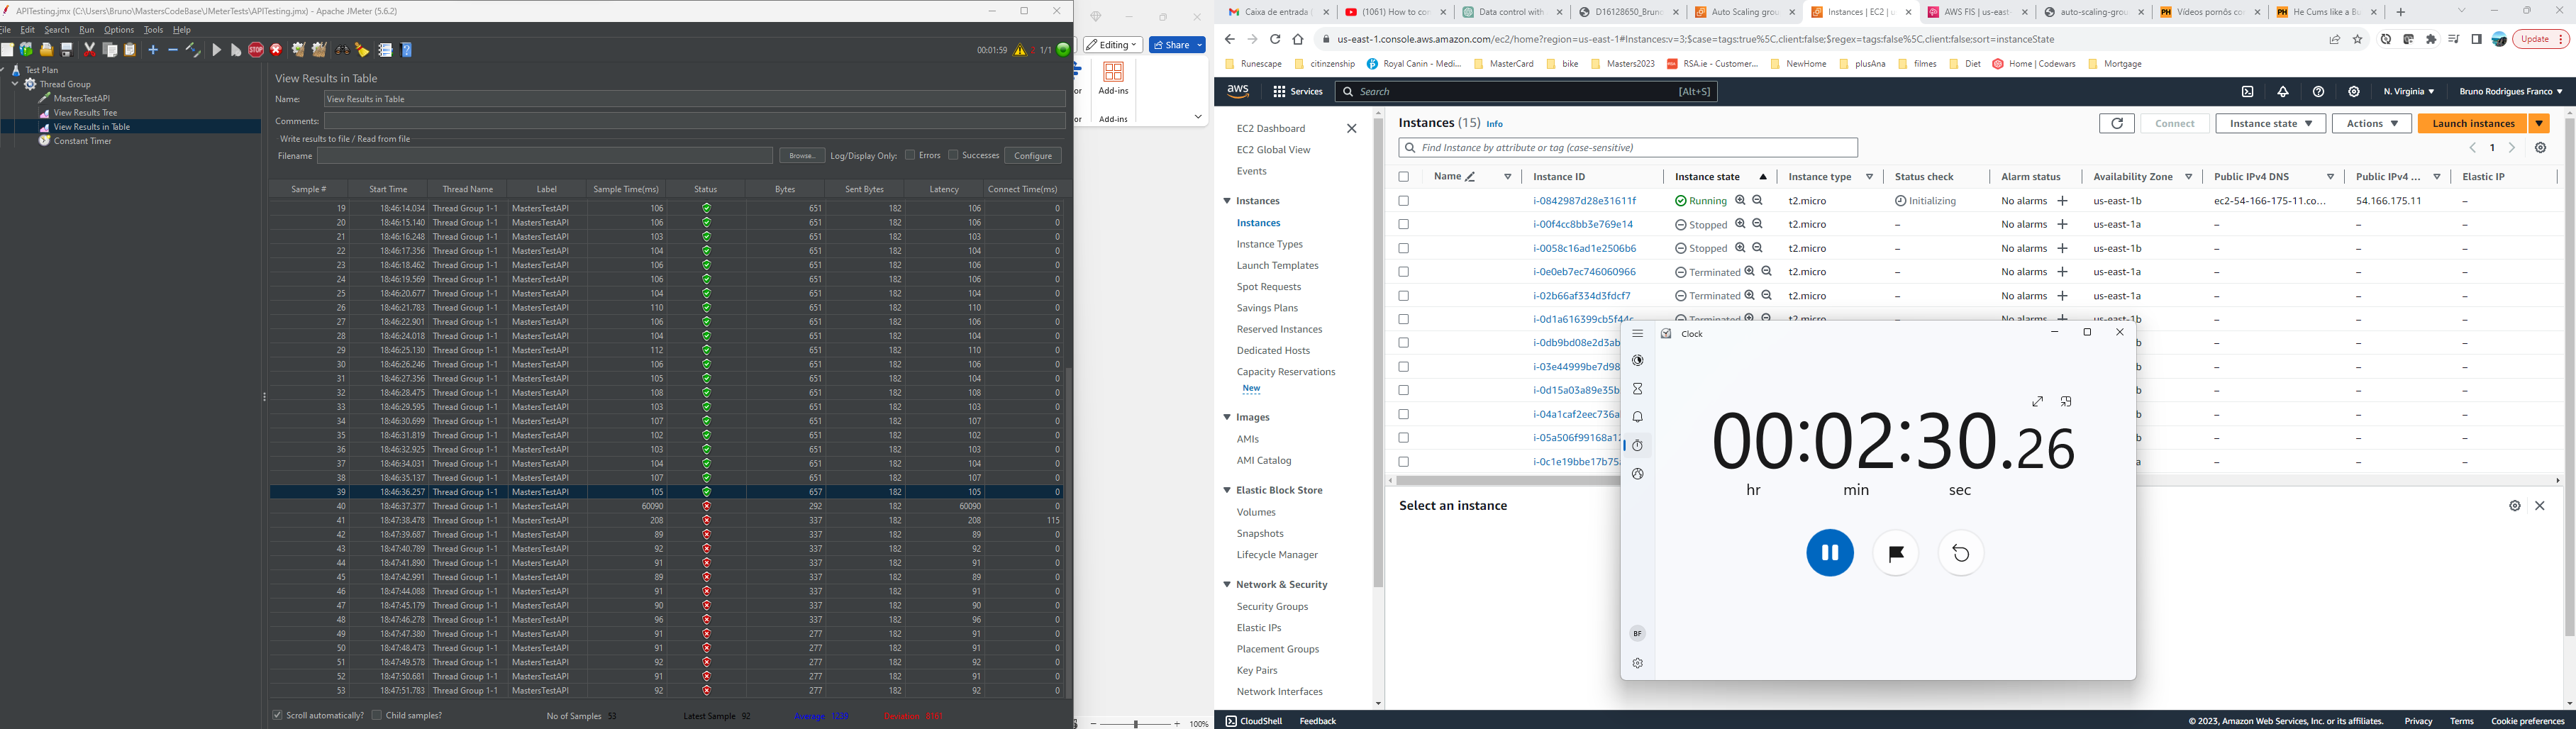 APITesting.jmx (C:\Users\Bruno\MastersCodeBase\JMeterTests\APITesting.jmx) - Apache JMeter (5.6.2)
File Edit Search Run Options Tools Help
00:01:59 1/1
Test Plan
Thread Group
MastersTestAPI
View Results Tree
View Results in Table
Constant Timer
View Results in Table
Name: View Results in Table
Comments:
Write results to file / Read from file
Filename Browse... Log/Display Only: Errors Successes Configure
Sample # Start Time Thread Name Label Sample Time(ms) Status Bytes Sent Bytes Latency Connect Time(ms)
19 18:46:14.034 Thread Group 1-1 MastersTestAPI 106 651 182 106 0
20 18:46:15.140 Thread Group 1-1 MastersTestAPI 106 651 182 106 0
21 18:46:16.248 Thread Group 1-1 MastersTestAPI 103 651 182 103 0
22 18:46:17.356 Thread Group 1-1 MastersTestAPI 104 651 182 104 0
23 18:46:18.462 Thread Group 1-1 MastersTestAPI 106 651 182 106 0
24 18:46:19.569 Thread Group 1-1 MastersTestAPI 106 651 182 106 0
25 18:46:20.677 Thread Group 1-1 MastersTestAPI 104 651 182 104 0
26 18:46:21.783 Thread Group 1-1 MastersTestAPI 110 651 182 110 0
27 18:46:22.901 Thread Group 1-1 MastersTestAPI 106 651 182 106 0
28 18:46:24.018 Thread Group 1-1 MastersTestAPI 104 651 182 104 0
29 18:46:25.130 Thread Group 1-1 MastersTestAPI 112 651 182 110 0
30 18:46:26.246 Thread Group 1-1 MastersTestAPI 106 651 182 106 0
31 18:46:27.356 Thread Group 1-1 MastersTestAPI 105 651 182 104 0
32 18:46:28.475 Thread Group 1-1 MastersTestAPI 108 651 182 108 0
33 18:46:29.595 Thread Group 1-1 MastersTestAPI 103 651 182 103 0
34 18:46:30.699 Thread Group 1-1 MastersTestAPI 107 651 182 107 0
35 18:46:31.819 Thread Group 1-1 MastersTestAPI 102 651 182 102 0
36 18:46:32.925 Thread Group 1-1 MastersTestAPI 103 651 182 103 0
37 18:46:34.031 Thread Group 1-1 MastersTestAPI 104 651 182 104 0
38 18:46:35.137 Thread Group 1-1 MastersTestAPI 107 651 182 107 0
39 18:46:36.257 Thread Group 1-1 MastersTestAPI 105 657 182 105 0
40 18:46:37.377 Thread Group 1-1 MastersTestAPI 60090 292 182 60090 0
41 18:47:38.478 Thread Group 1-1 MastersTestAPI 208 337 182 208 115
42 18:47:39.687 Thread Group 1-1 MastersTestAPI 89 337 182 89 0
43 18:47:40.789 Thread Group 1-1 MastersTestAPI 92 337 182 92 0
44 18:47:41.890 Thread Group 1-1 MastersTestAPI 91 337 182 91 0
45 18:47:42.991 Thread Group 1-1 MastersTestAPI 89 337 182 89 0
46 18:47:44.088 Thread Group 1-1 MastersTestAPI 91 337 182 91 0
47 18:47:45.179 Thread Group 1-1 MastersTestAPI 90 337 182 90 0
48 18:47:46.278 Thread Group 1-1 MastersTestAPI 96 337 182 96 0
49 18:47:47.380 Thread Group 1-1 MastersTestAPI 91 277 182 91 0
50 18:47:48.473 Thread Group 1-1 MastersTestAPI 91 277 182 91 0
51 18:47:49.578 Thread Group 1-1 MastersTestAPI 92 277 182 92 0
52 18:47:50.681 Thread Group 1-1 MastersTestAPI 91 277 182 91 0
53 18:47:51.783 Thread Group 1-1 MastersTestAPI 92 277 182 92 0
Scroll automatically? Child samples? No of Samples 53 Latest Sample 92 Average 1239 Deviation 8161
Editing Share
Add-ins
Add-ins
100%
Caixa de entrada (1061) How to con Data control with D16128650_Bruno Auto Scaling grou Instances | EC2 | u AWS FIS | us-east- auto-scaling-grou Vídeos pornôs co He Cums like a Bu
us-east-1.console.aws.amazon.com/ec2/home?region=us-east-1#Instances:v=3;$case=tags:true%5C,client:false;$regex=tags:false%5C,client:false;sort=instanceState Update
Runescape citinzenship Royal Canin - Medi... MasterCard bike Masters2023 RSA.ie - Customer... NewHome plusAna filmes Diet Home | Codewars Mortgage
aws Services Search [Alt+S] N. Virginia Bruno Rodrigues Franco
EC2 Dashboard
EC2 Global View
Events
Instances
Instances
Instance Types
Launch Templates
Spot Requests
Savings Plans
Reserved Instances
Dedicated Hosts
Capacity Reservations
New
Images
AMIs
AMI Catalog
Elastic Block Store
Volumes
Snapshots
Lifecycle Manager
Network & Security
Security Groups
Elastic IPs
Placement Groups
Key Pairs
Network Interfaces
Instances (15) Info Connect Instance state Actions Launch instances
Find Instance by attribute or tag (case-sensitive) 1
Name Instance ID Instance state Instance type Status check Alarm status Availability Zone Public IPv4 DNS Public IPv4 ... Elastic IP
i-0842987d28e31611f Running t2.micro Initializing No alarms us-east-1b ec2-54-166-175-11.co... 54.166.175.11 –
i-00f4cc8bb3e769e14 Stopped t2.micro – No alarms us-east-1a – – –
i-0058c16ad1e2506b6 Stopped t2.micro – No alarms us-east-1b – – –
i-0e0eb7ec746060966 Terminated t2.micro – No alarms us-east-1a – – –
i-02b66af334d3fdcf7 Terminated t2.micro – No alarms us-east-1a – – –
i-0d1a616399cb5f44c Terminated t2.micro No alarms us-east-1b – – –
i-0db9bd08e2d3ab b – – –
i-03e44999be7d98 b – – –
i-0d15a03a89e35b b – – –
i-04a1caf2eec736a b – – –
i-05a506f99168a12 b – – –
i-0c1e19bbe17b75 a – – –
Select an instance
Clock
00:02:30.26
hr min sec
BF
CloudShell Feedback © 2023, Amazon Web Services, Inc. or its affiliates. Privacy Terms Cookie preferences